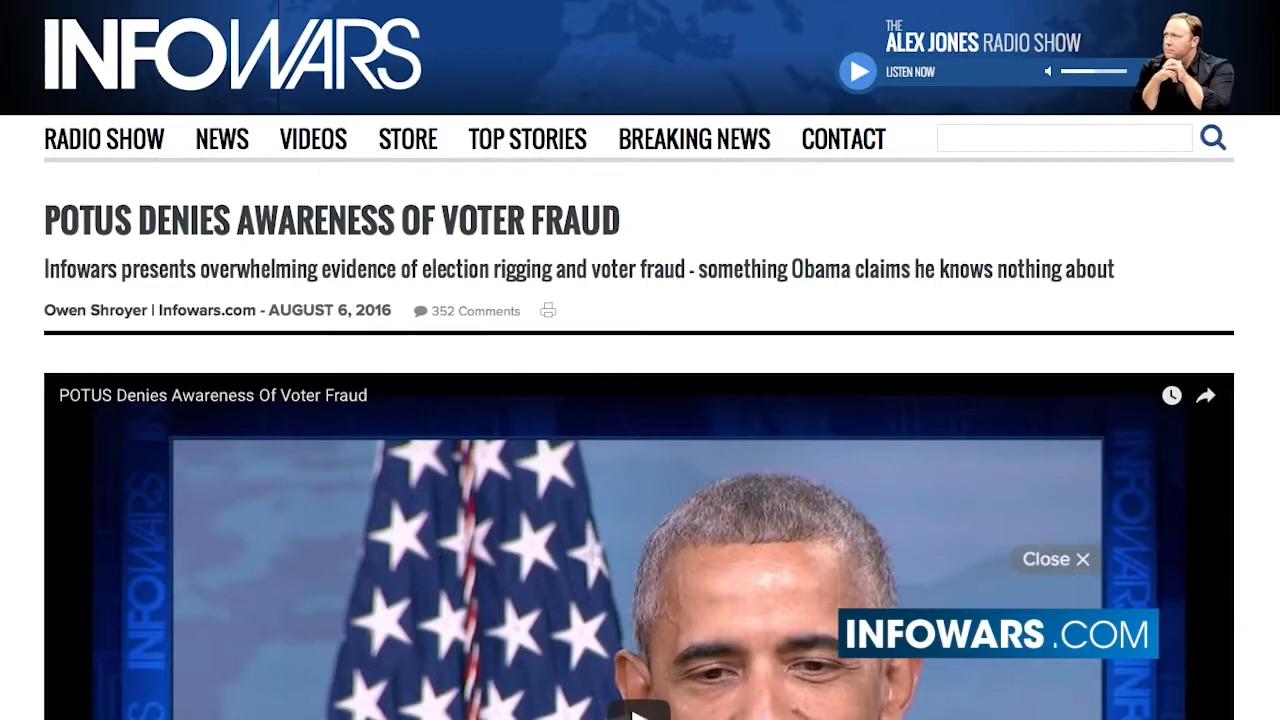 INFOWARS
THE
ALEX JONES RADIO SHOW
LISTEN NOW
RADIO SHOW NEWS VIDEOS STORE TOP STORIES BREAKING NEWS CONTACT
POTUS DENIES AWARENESS OF VOTER FRAUD
Infowars presents overwhelming evidence of election rigging and voter fraud - something Obama claims he knows nothing about
Owen Shroyer | Infowars.com - AUGUST 6, 2016 352 Comments
POTUS Denies Awareness Of Voter Fraud
INFOWARS
INFOWARS
Close X
INFOWARS.COM